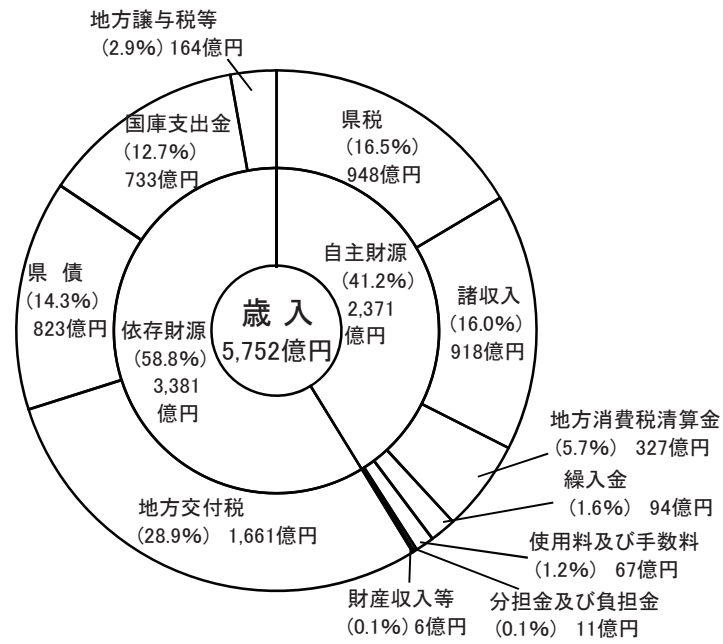 地方譲与税等
(2.9%) 164億円
国庫支出金
(12.7%)
733億円
県税
(16.5%)
948億円
自主財源
(41.2%)
2,371
億円
県 債
(14.3%)
823億円
諸収入
(16.0%)
918億円
歳 入
5,752億円
依存財源
(58.8%)
3,381
億円
地方消費税清算金
(5.7%) 327億円
繰入金
(1.6%) 94億円
地方交付税
(28.9%) 1,661億円
使用料及び手数料
(1.2%) 67億円
財産収入等
(0.1%) 6億円
分担金及び負担金
(0.1%) 11億円